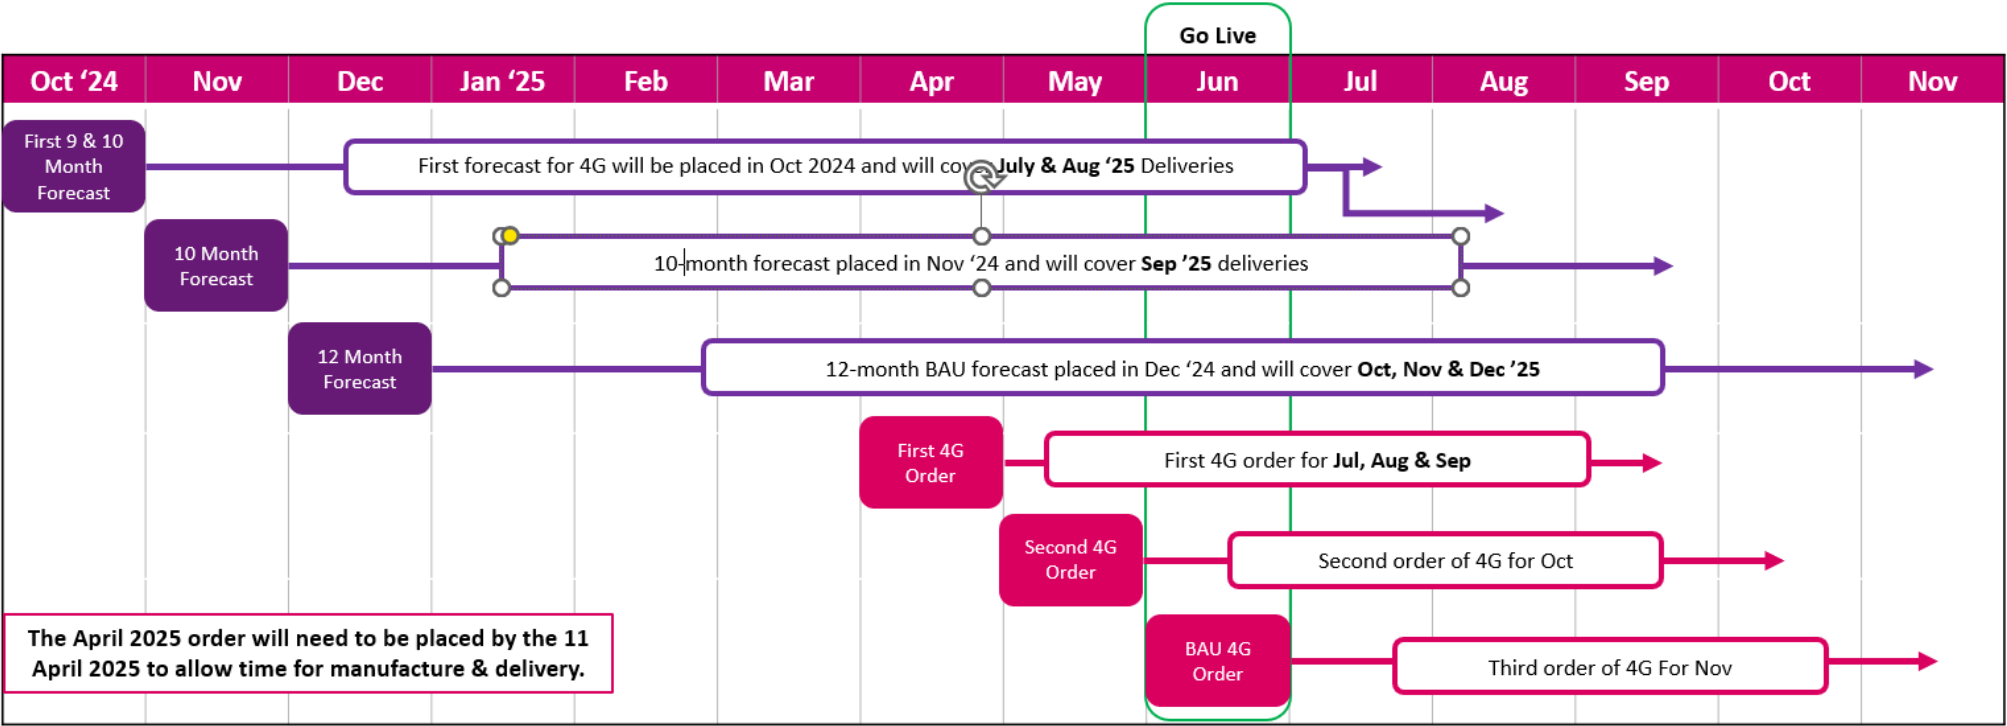 Go Live
Oct ‘24 Nov Dec Jan ‘25 Feb Mar Apr May Jun Jul Aug Sep Oct Nov
First 9 & 10
Month
Forecast
First forecast for 4G will be placed in Oct 2024 and will cover July & Aug ‘25 Deliveries
10 Month
Forecast
10-month forecast placed in Nov ‘24 and will cover Sep ’25 deliveries
12 Month
Forecast
12-month BAU forecast placed in Dec ‘24 and will cover Oct, Nov & Dec ’25
First 4G
Order
First 4G order for Jul, Aug & Sep
Second 4G
Order
Second order of 4G for Oct
The April 2025 order will need to be placed by the 11
April 2025 to allow time for manufacture & delivery.
BAU 4G
Order
Third order of 4G For Nov